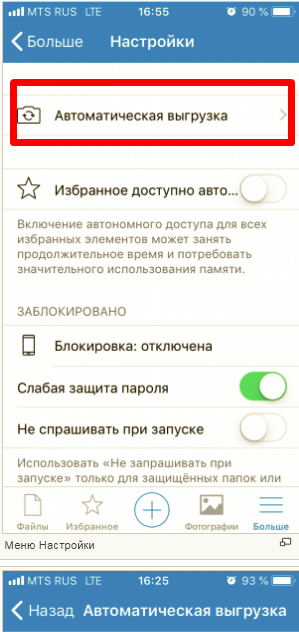 MTS RUS LTE 16:55 90 %
Больше Настройки
Автоматическая выгрузка
Избранное доступно авто...
Включение автономного доступа для всех
избранных элементов может занять
продолжительное время и потребовать
значительного использования памяти.
ЗАБЛОКИРОВАНО
Блокировка: отключена
Слабая защита пароля
Не спрашивать при запуске
Использовать «Не запрашивать при
запуске» только для защищённых папок или
Файлы Избранное Фотографии Больше
Меню Настройки
MTS RUS LTE 16:25 93 %
Назад Автоматическая выгрузка